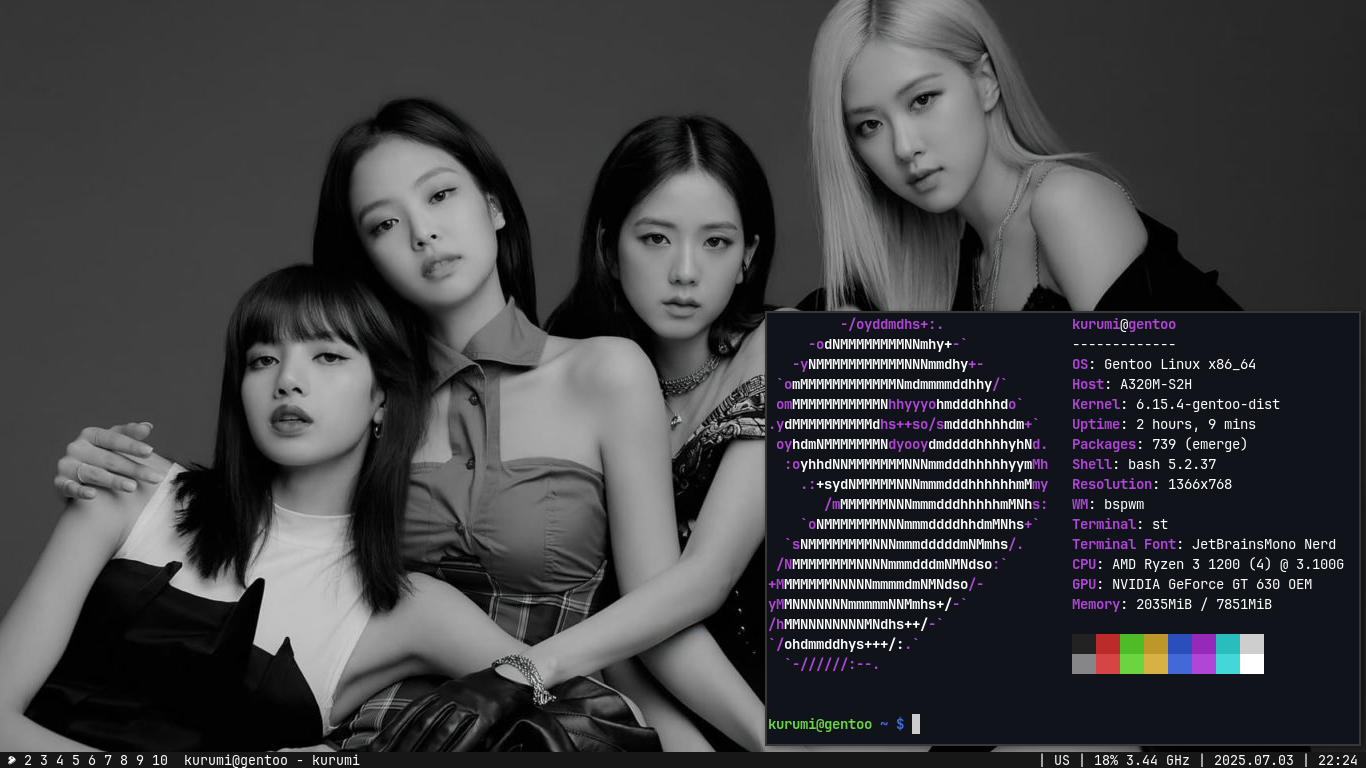 -/oyddmdhs+:.
-odNMMMMMMMMNNmhy+-`
-yNMMMMMMMMMMMNNNmmdhy+-
`omMMMMMMMMMMMMNmdmmmmddhhy/`
omMMMMMMMMMMMNhhyyyohmdddhhhdo`
.ydMMMMMMMMMMdhs++so/smdddhhhhdm+`
oyhdmNMMMMMMMNdyooydmddddhhhhyhNd.
:oyhhdNNMMMMMMMNNNmmdddhhhhhyymMh
.:+sydNMMMMMNNNmmmdddhhhhhhmMmy
/mMMMMMMNNNmmmdddhhhhhmMNhs:
`oNMMMMMMMNNNmmmddddhhdmMNhs+`
`sNMMMMMMMMNNNmmmdddddmNMmhs/.
/NMMMMMMMMNNNNmmmdddmNMNdso:`
+MMMMMMMNNNNNmmmmdmNMNdso/-
yMMNNNNNNNmmmmmNNMmhs+/-`
/hMMNNNNNNNNMNdhs++/-`
`/ohdmmddhys+++/:.`
`-//////:--.
kurumi@gentoo
-------------
OS: Gentoo Linux x86_64
Host: A320M-S2H
Kernel: 6.15.4-gentoo-dist
Uptime: 2 hours, 9 mins
Packages: 739 (emerge)
Shell: bash 5.2.37
Resolution: 1366x768
WM: bspwm
Terminal: st
Terminal Font: JetBrainsMono Nerd
CPU: AMD Ryzen 3 1200 (4) @ 3.100G
GPU: NVIDIA GeForce GT 630 OEM
Memory: 2035MiB / 7851MiB
kurumi@gentoo ~ $
2 3 4 5 6 7 8 9 10 kurumi@gentoo - kurumi
| US | 18% 3.44 GHz | 2025.07.03 | 22:24